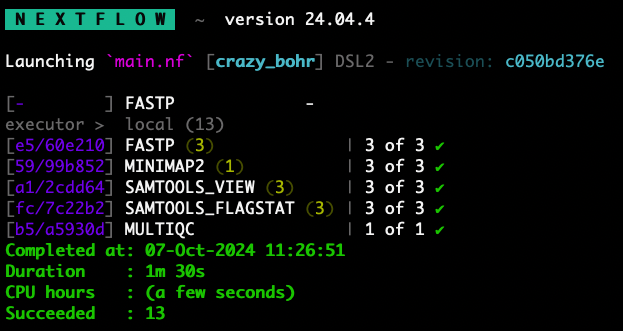 N E X T F L O W ~ version 24.04.4
Launching `main.nf` [crazy_bohr] DSL2 - revision: c050bd376e
[- ] FASTP -
executor > local (13)
[e5/60e210] FASTP (3) | 3 of 3 ✔
[59/99b852] MINIMAP2 (1) | 3 of 3 ✔
[a1/2cdd64] SAMTOOLS_VIEW (3) | 3 of 3 ✔
[fc/7c22b2] SAMTOOLS_FLAGSTAT (3) | 3 of 3 ✔
[b5/a5930d] MULTIQC | 1 of 1 ✔
Completed at: 07-Oct-2024 11:26:51
Duration : 1m 30s
CPU hours : (a few seconds)
Succeeded : 13